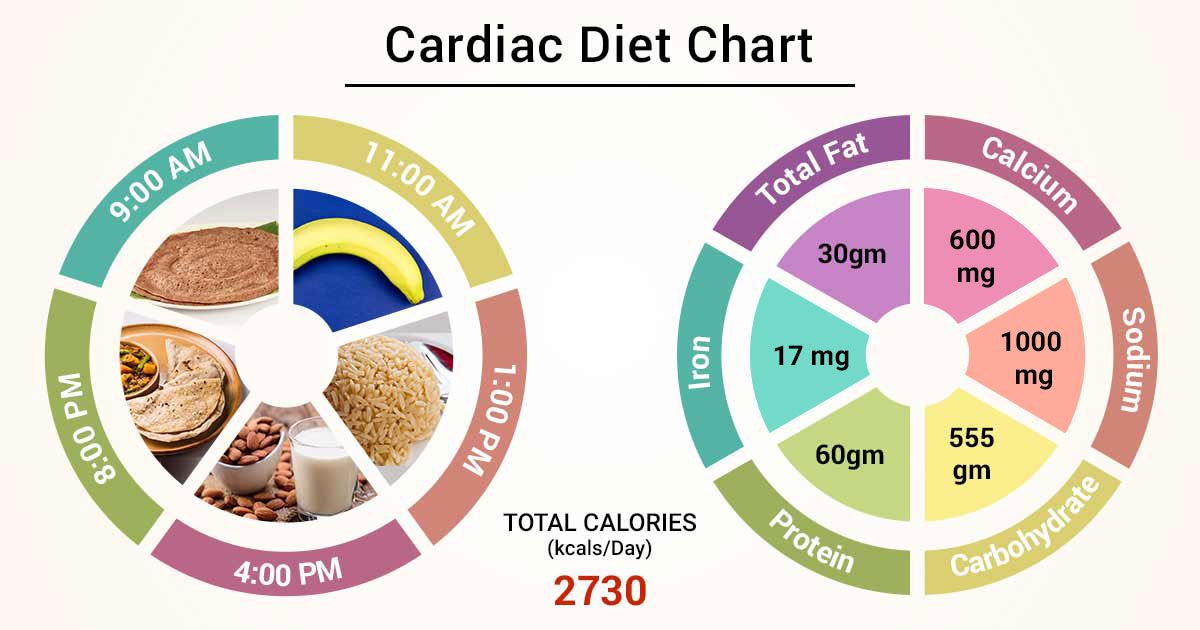 Cardiac Diet Chart
9:00 AM
11:00 AM
1:00 PM
4:00 PM
8:00 PM
TOTAL CALORIES
(kcals/Day)
2730
Total Fat
30gm
Calcium
600
mg
Sodium
1000
mg
Carbohydrate
555
gm
Protein
60gm
Iron
17 mg